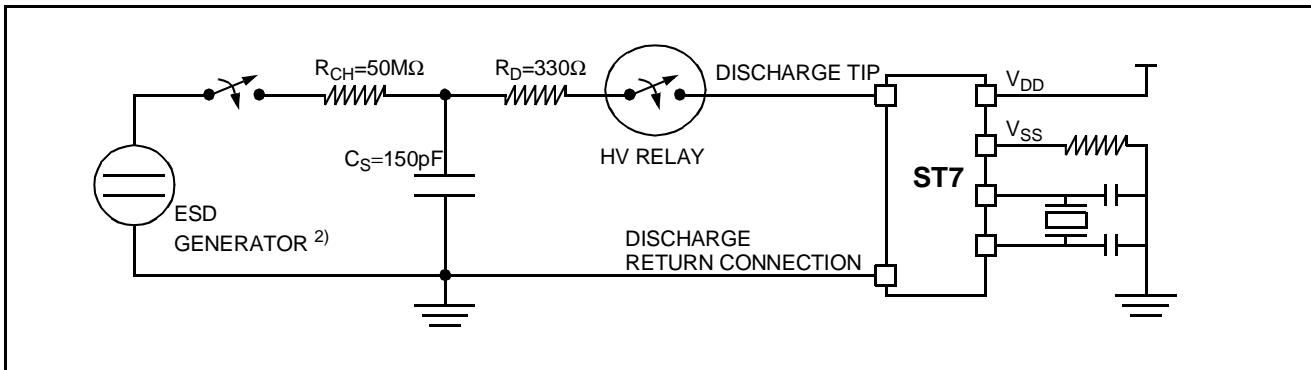 R_CH=50MΩ
R_D=330Ω
DISCHARGE TIP
V_DD
V_SS
HV RELAY
C_S=150pF
ST7
ESD
GENERATOR 2)
DISCHARGE
RETURN CONNECTION